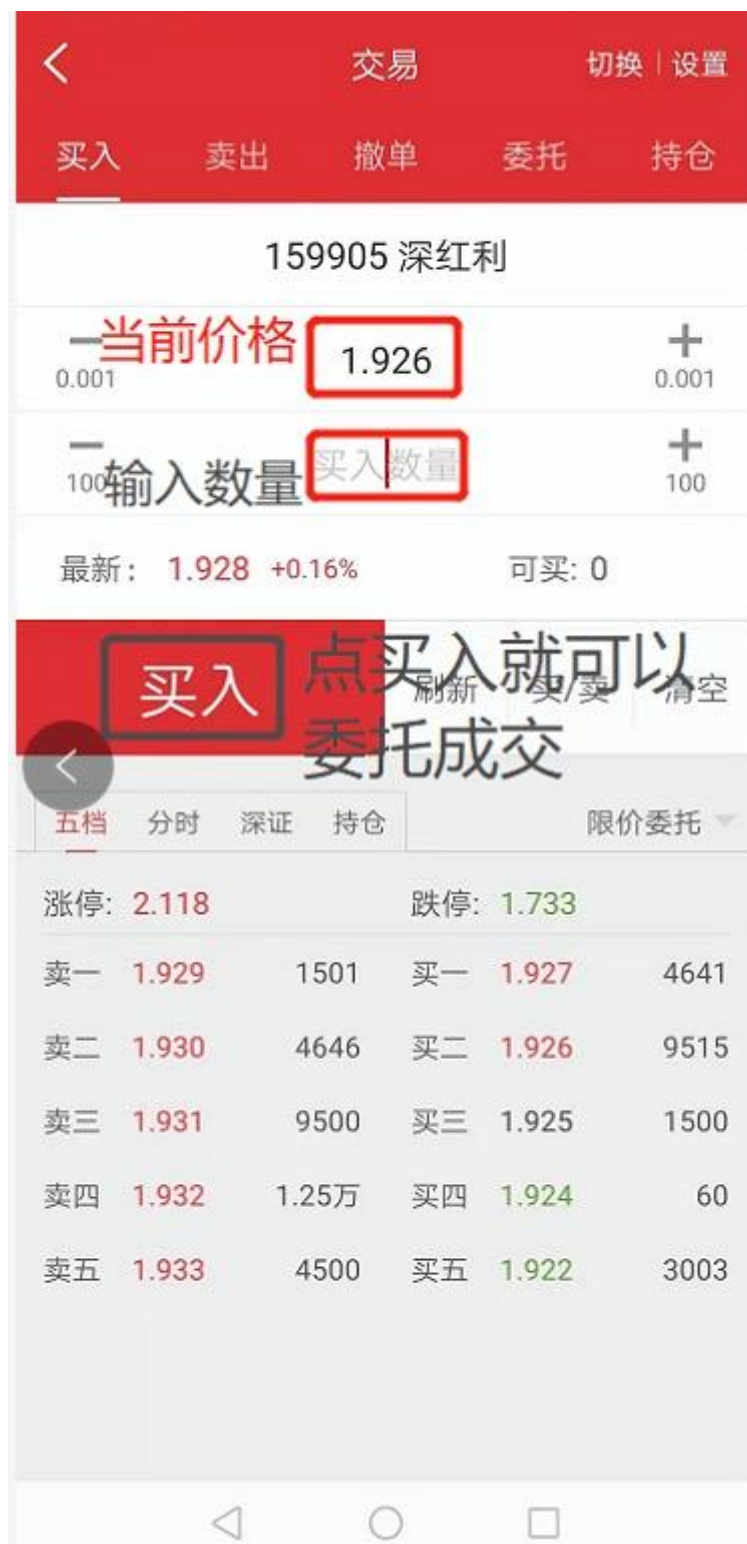 交易 切换 设置
买入 卖出 撤单 委托 持仓
159905 深红利
当前价格 1.926
0.001 0.001
输入数量 买入数量
100 100
最新: 1.928 +0.16% 可买: 0
买入 点买入就可以
刷新 买/卖 清空
委托成交
五档 分时 深证 持仓 限价委托
涨停: 2.118 跌停: 1.733
卖一 1.929 1501 买一 1.927 4641
卖二 1.930 4646 买二 1.926 9515
卖三 1.931 9500 买三 1.925 1500
卖四 1.932 1.25万 买四 1.924 60
卖五 1.933 4500 买五 1.922 3003